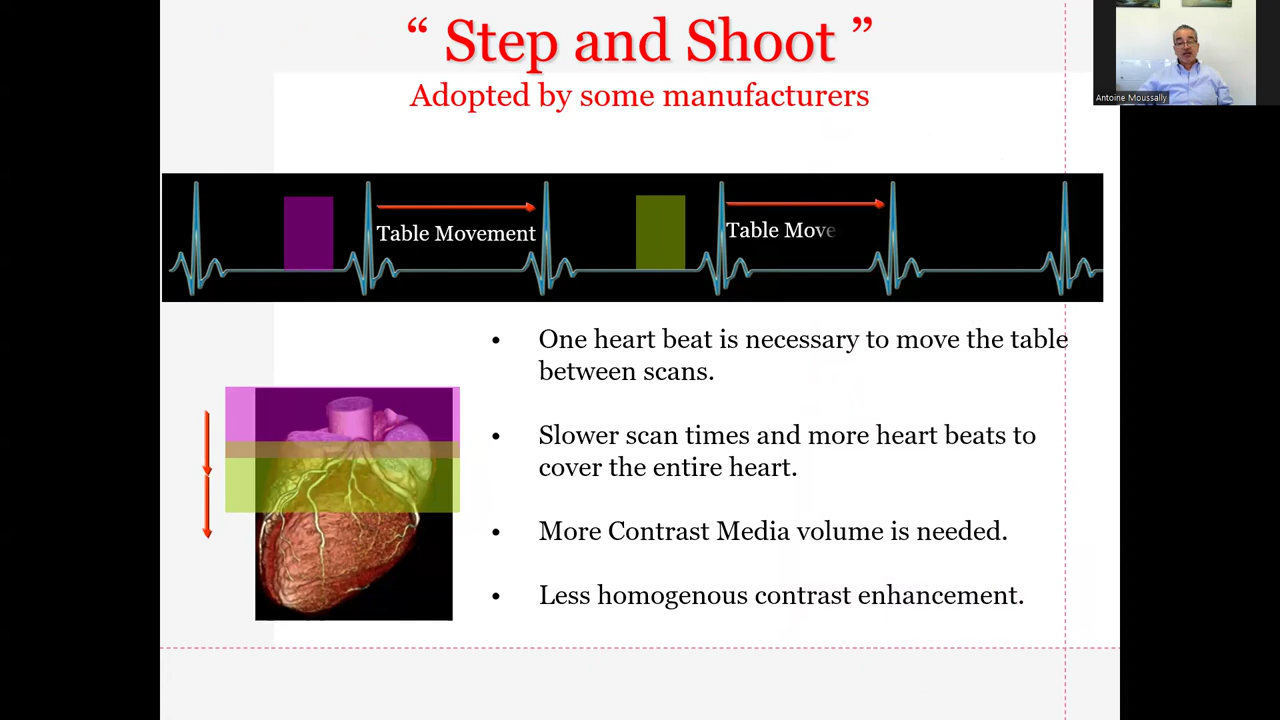 “ Step and Shoot ”
Adopted by some manufacturers
Antoine Moussally
Table Movement
Table Move
• One heart beat is necessary to move the table
between scans.
• Slower scan times and more heart beats to
cover the entire heart.
• More Contrast Media volume is needed.
• Less homogenous contrast enhancement.